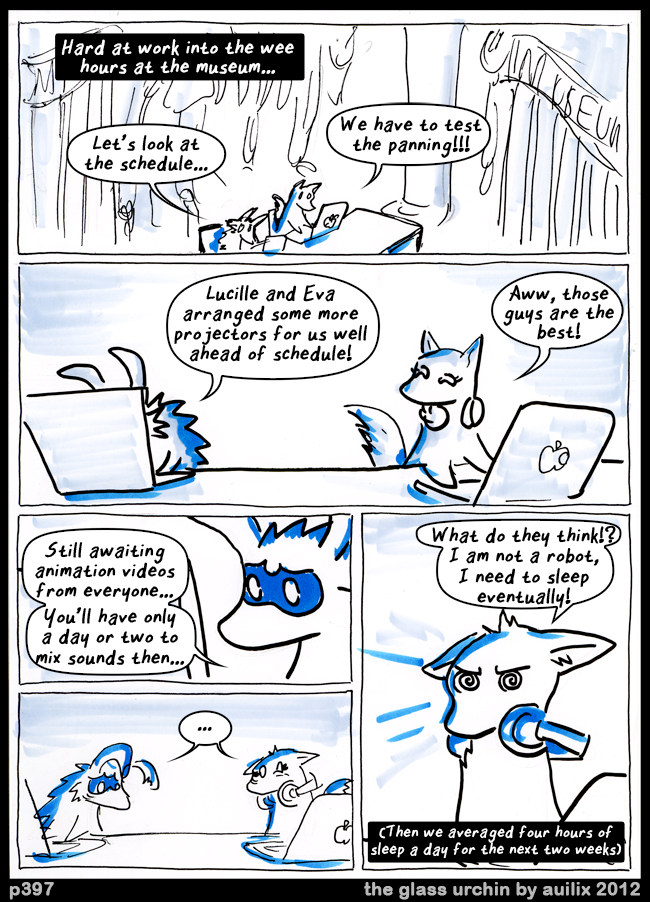 Hard at work into the wee
hours at the museum...
Let's look at
the schedule...
We have to test
the panning!!!
Lucille and Eva
arranged some more
projectors for us well
ahead of schedule!
Aww, those
guys are the
best!
Still awaiting
animation videos
from everyone...
You'll have only
a day or two to
mix sounds then...
What do they think!?
I am not a robot,
I need to sleep
eventually!
...
(Then we averaged four hours of
sleep a day for the next two weeks)
p397
the glass urchin by auilix 2012